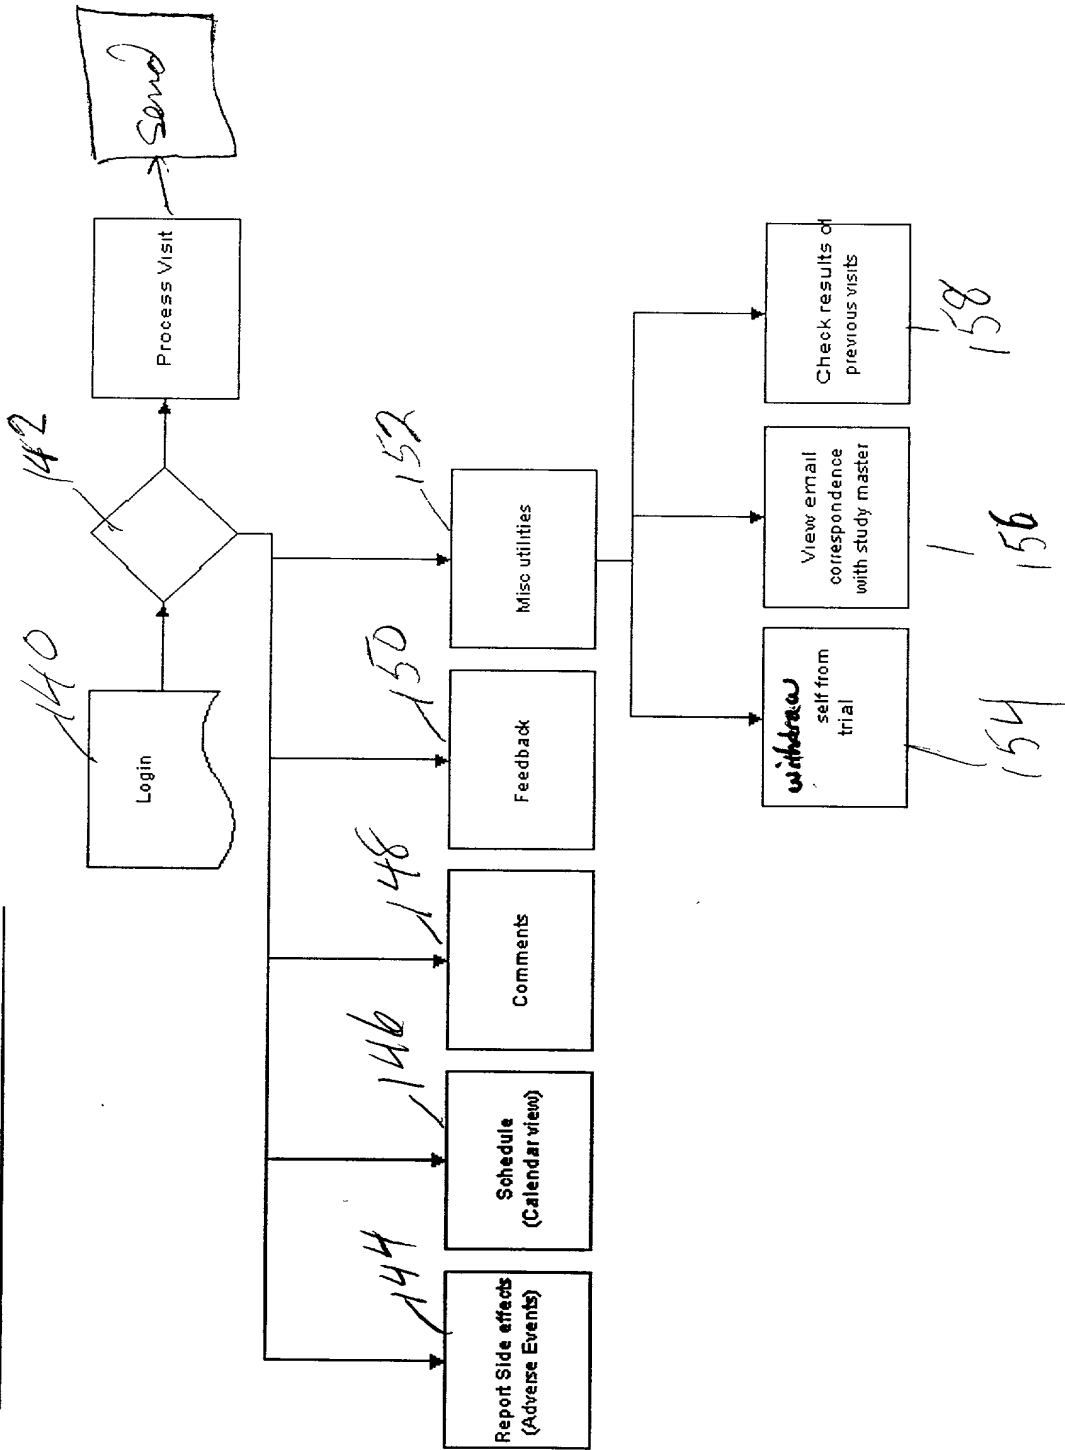 Send
Process Visit
142
140
Login
144
146
148
150
152
Report Side effects
(Adverse Events)
Schedule
(Calendar view)
Comments
Feedback
Misc utilities
withdraw
self from
trial
View email
correspondence
with study master
Check results of
previous visits
154
156
158